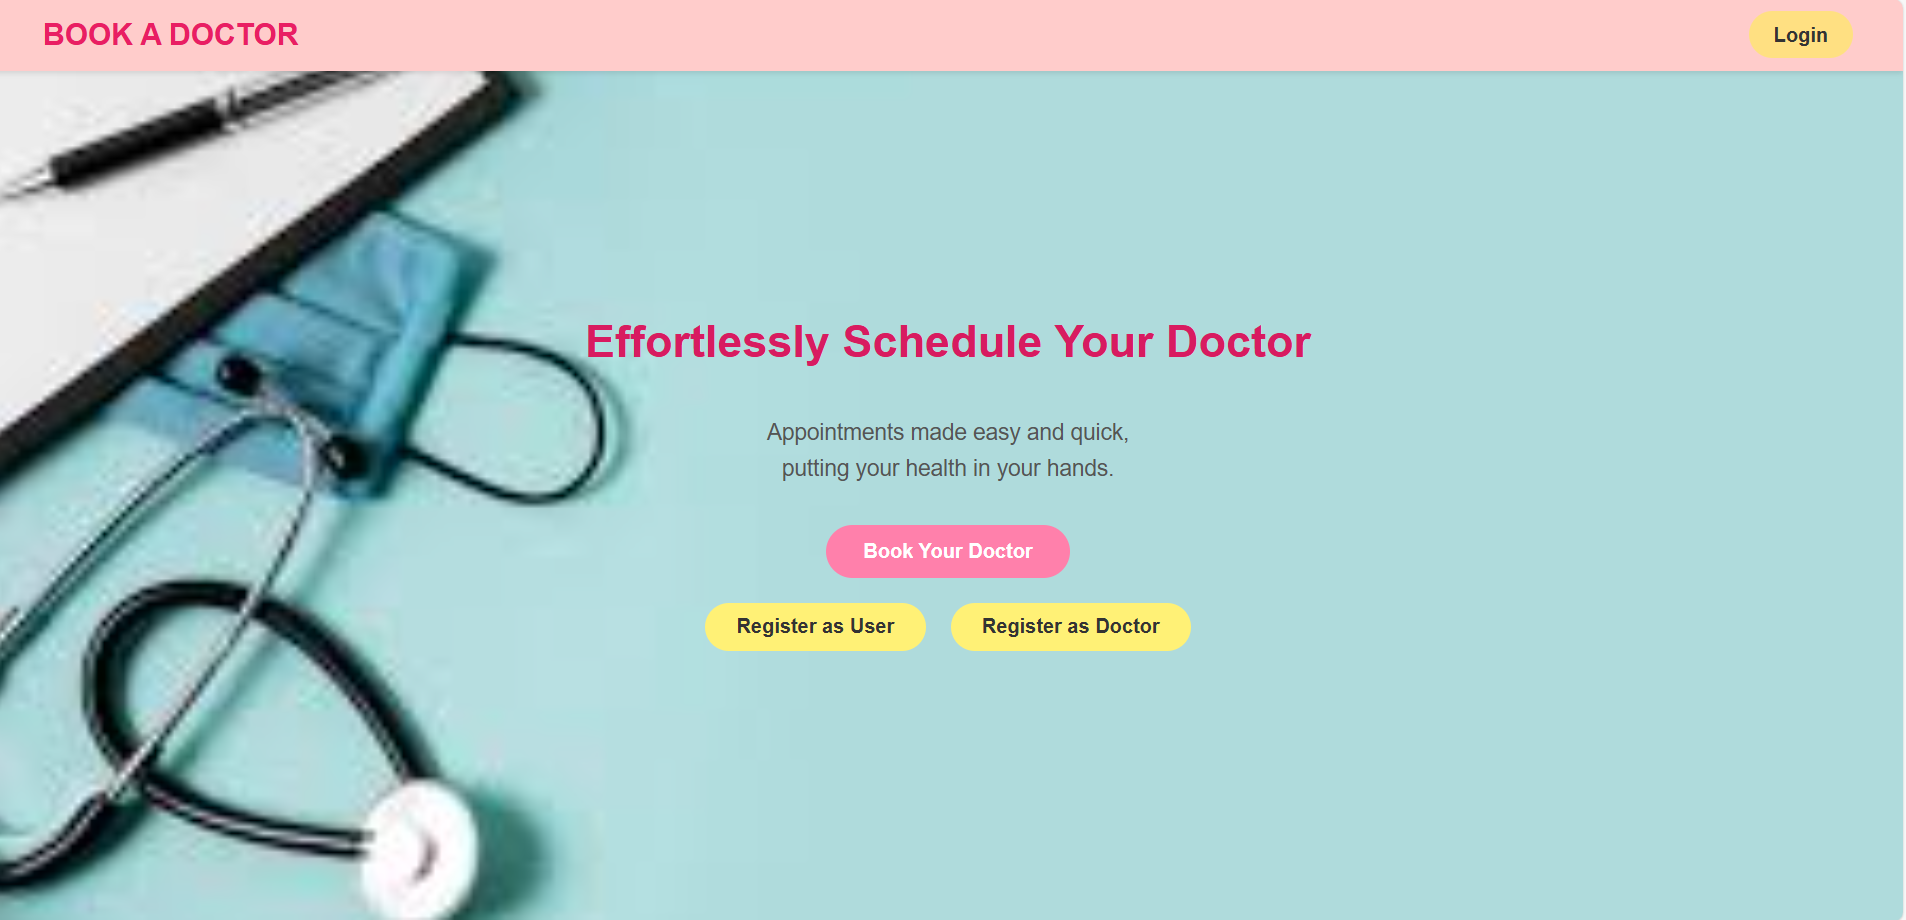 BOOK A DOCTOR
Login
Effortlessly Schedule Your Doctor
Appointments made easy and quick,
putting your health in your hands.
Book Your Doctor
Register as User
Register as Doctor